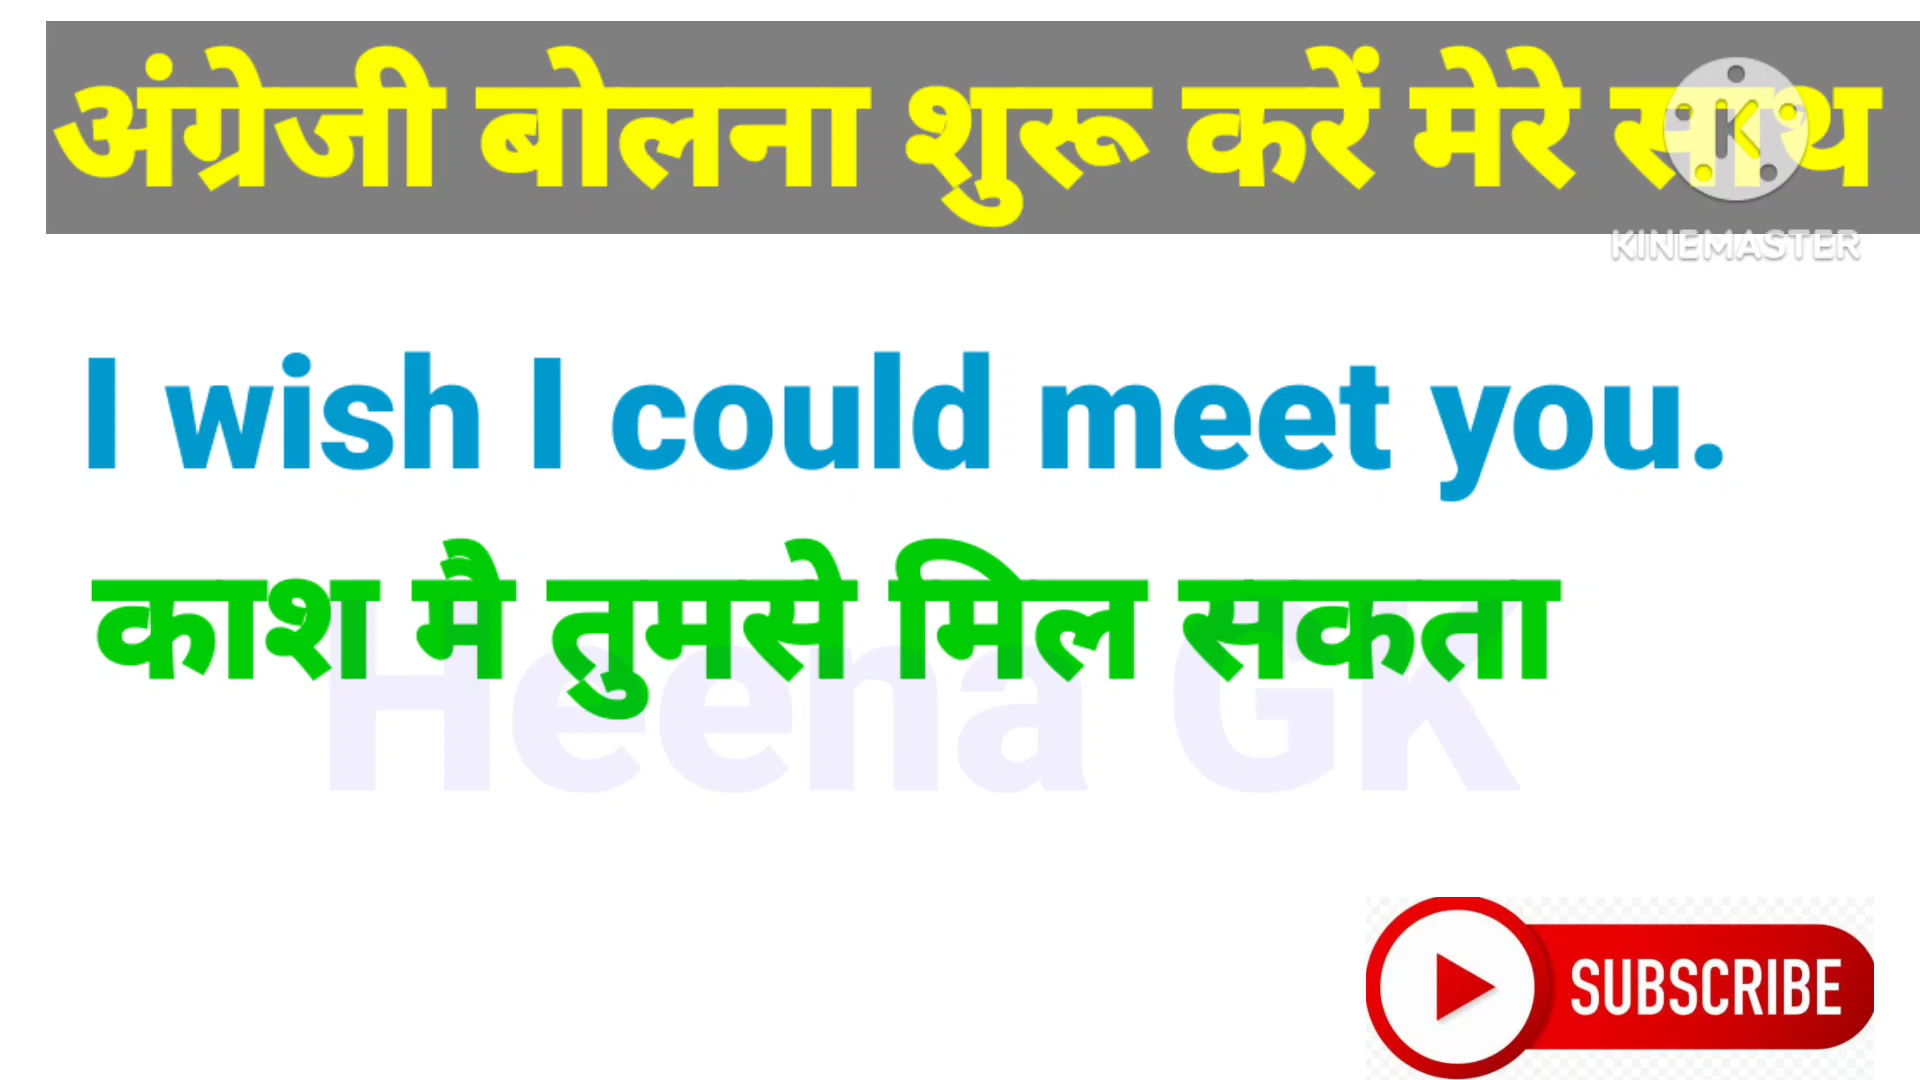 अंग्रेजी बोलना शुरू करें मेरे साथ
K
KINEMASTER
I wish I could meet you.
काश मै तुमसे मिल सकता
Heena GK
SUBSCRIBE